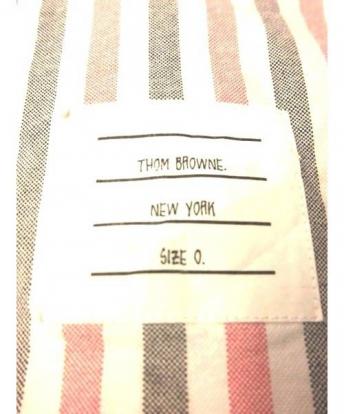 THOM BROWNE.
NEW YORK
SIZE 0.